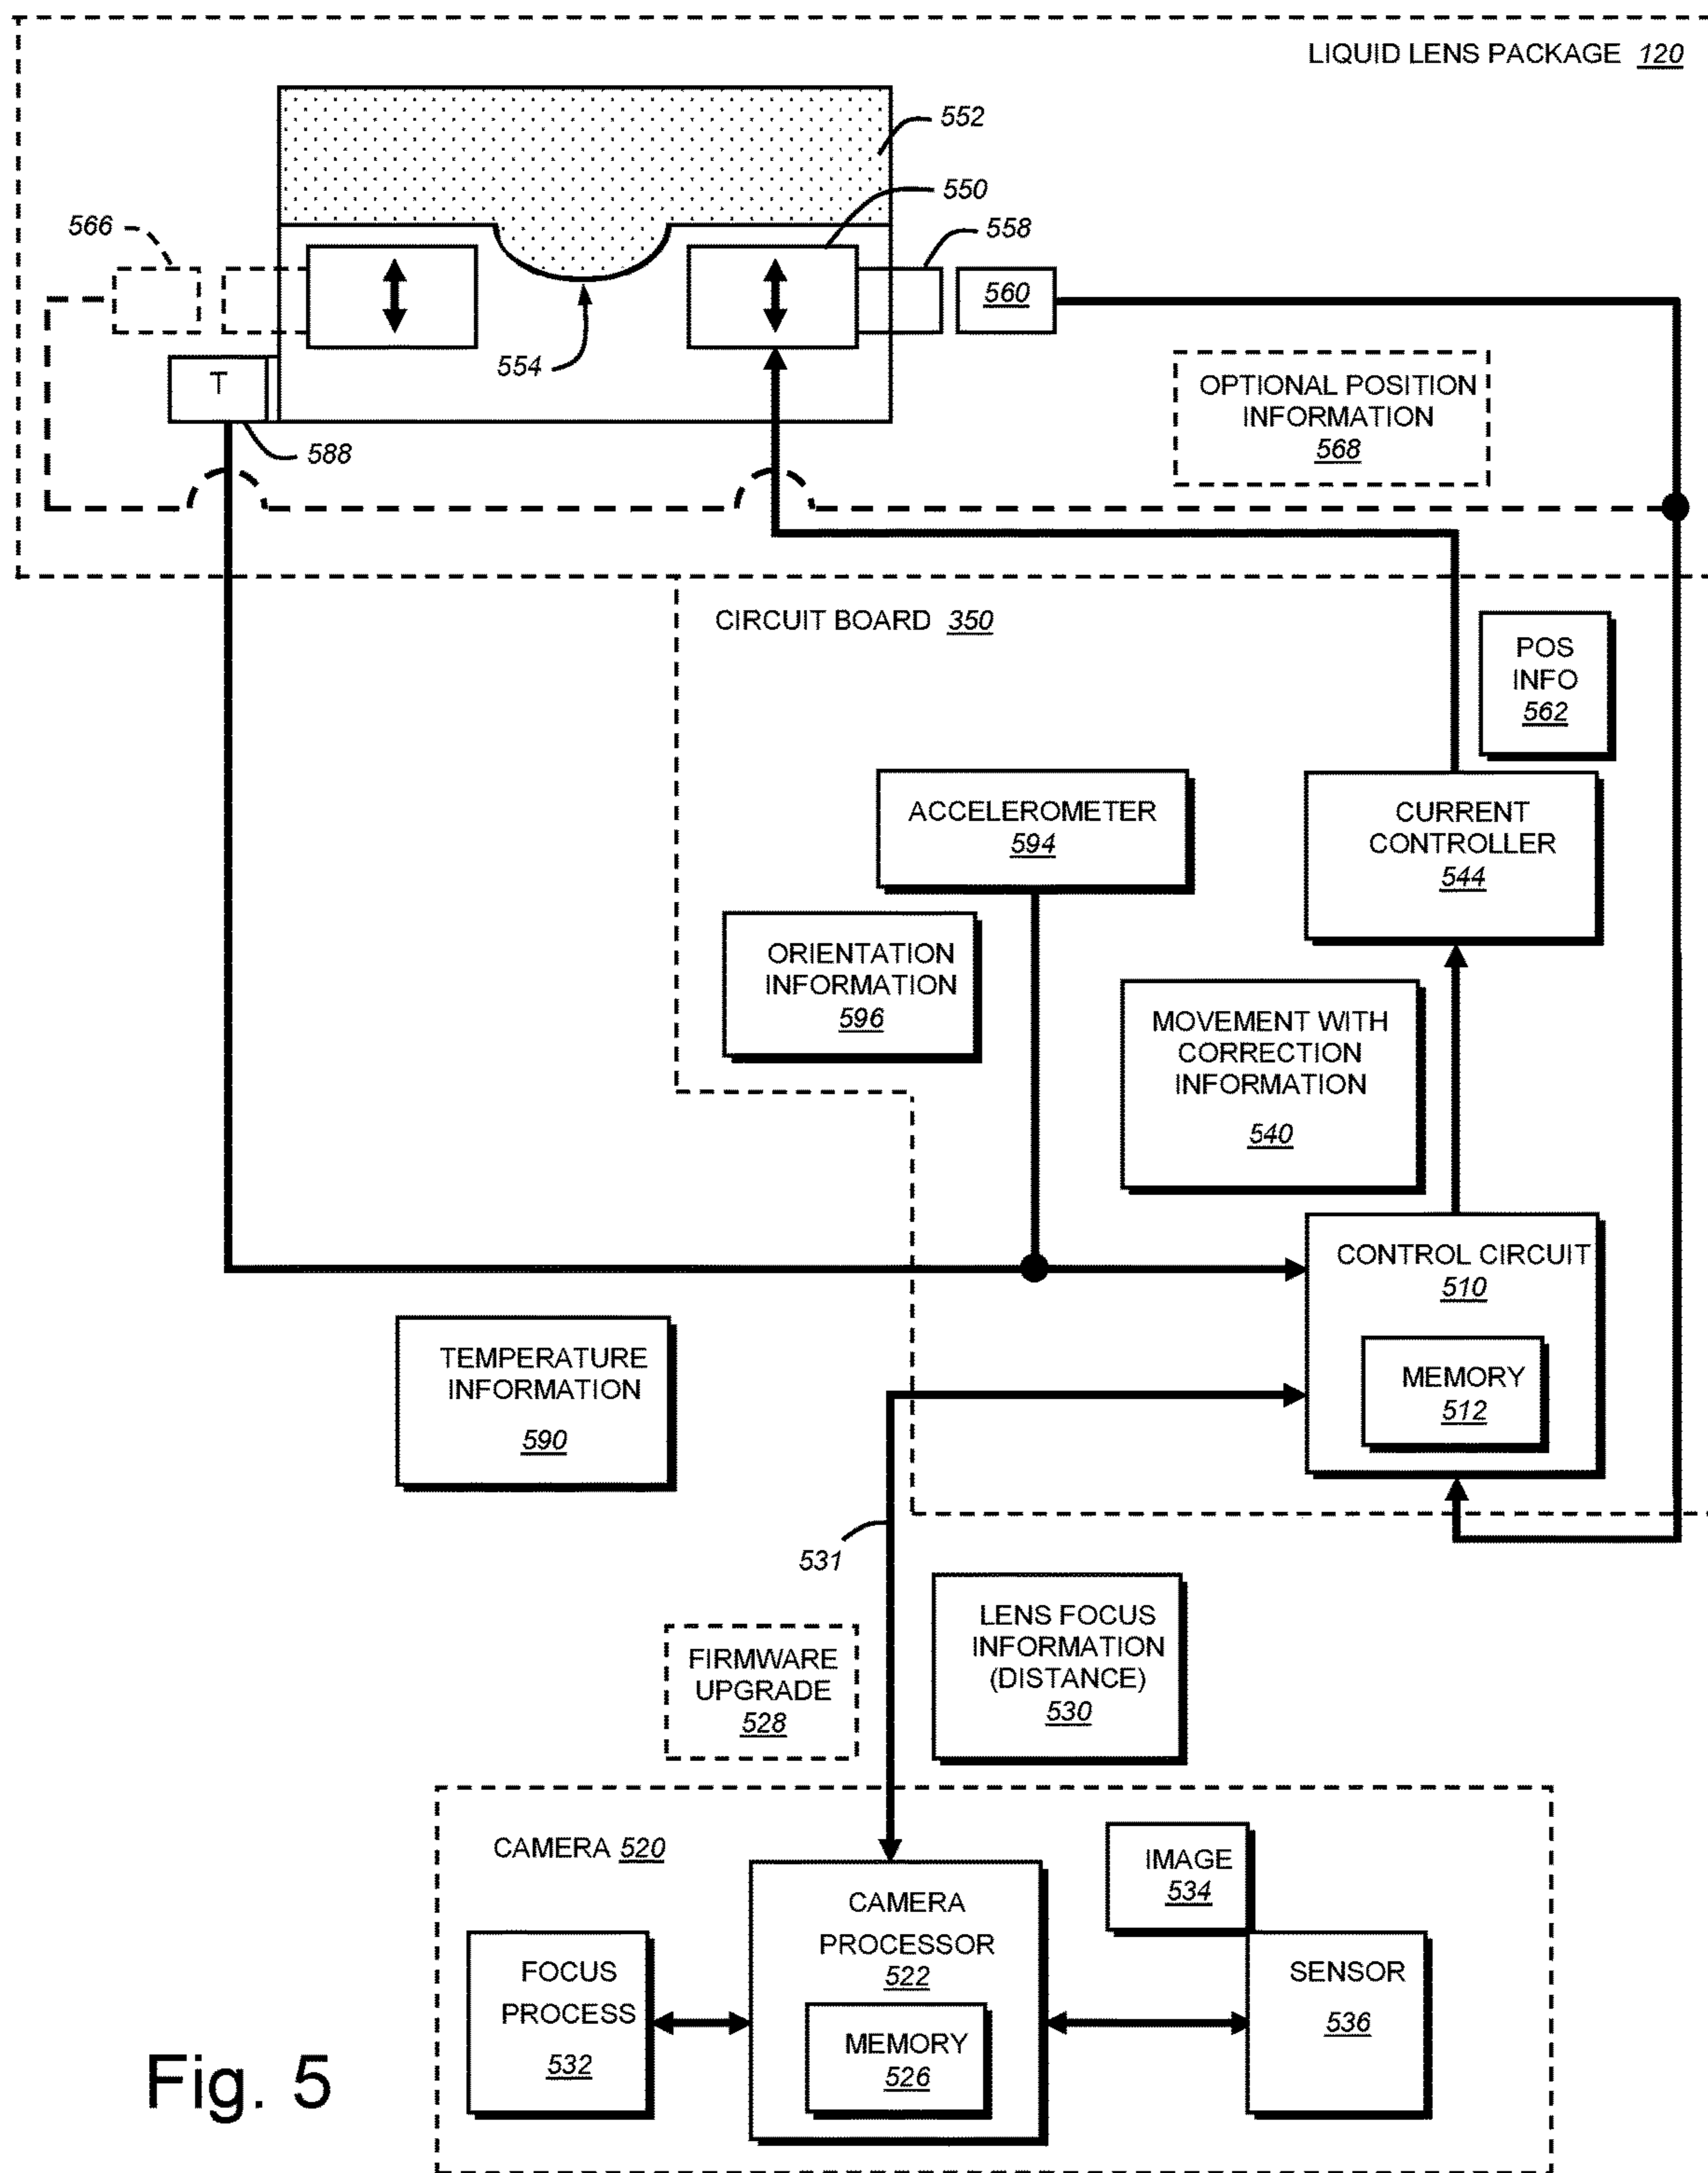 LIQUID LENS PACKAGE 120
552
550
566
558
560
554
T
588
OPTIONAL POSITION
INFORMATION
568
CIRCUIT BOARD 350
POS
INFO
562
ACCELEROMETER
594
CURRENT
CONTROLLER
544
ORIENTATION
INFORMATION
596
MOVEMENT WITH
CORRECTION
INFORMATION
540
CONTROL CIRCUIT
510
MEMORY
512
TEMPERATURE
INFORMATION
590
531
LENS FOCUS
INFORMATION
(DISTANCE)
530
FIRMWARE
UPGRADE
528
CAMERA 520
IMAGE
534
CAMERA
PROCESSOR
522
MEMORY
526
FOCUS
PROCESS
532
SENSOR
536
Fig. 5